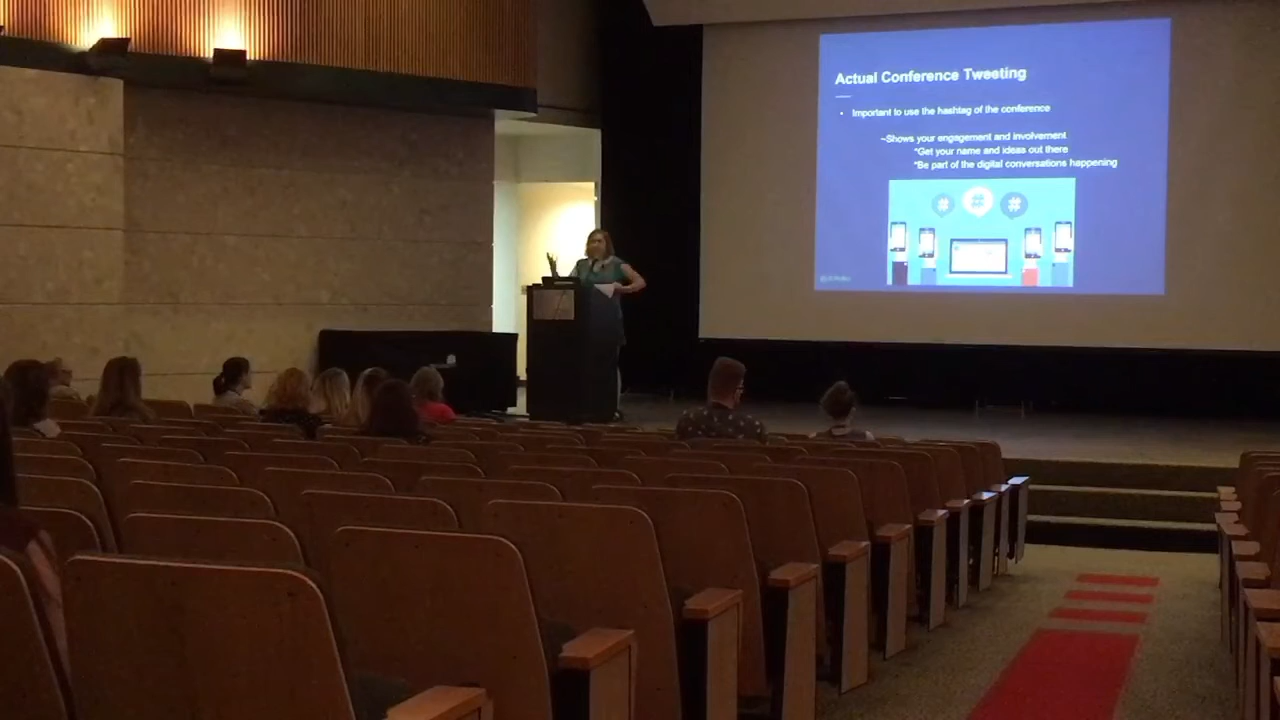 Actual Conference Tweeting
• Important to use the hashtag of the conference
~Shows your engagement and involvement
*Get your name and ideas out there
*Be part of the digital conversations happening
# # #